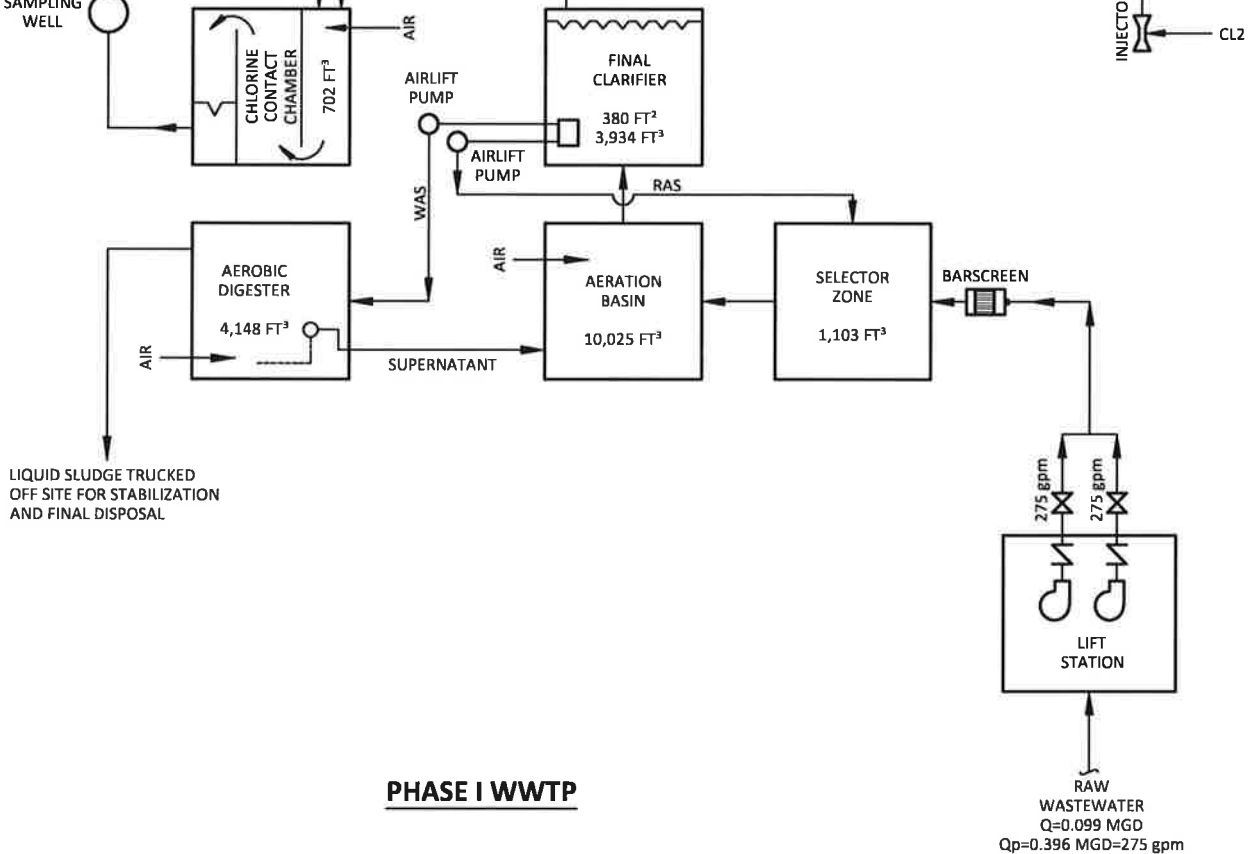 SAMPLING
WELL
CHLORINE
CONTACT
CHAMBER
702 FT³
AIR
AIRLIFT
PUMP
FINAL
CLARIFIER
380 FT²
3,934 FT³
CL2
AIRLIFT
PUMP
WAS
RAS
AEROBIC
DIGESTER
4,148 FT³
AIR
SUPERNATANT
AIR
AERATION
BASIN
10,025 FT³
SELECTOR
ZONE
1,103 FT³
BARSCREEN
LIQUID SLUDGE TRUCKED
OFF SITE FOR STABILIZATION
AND FINAL DISPOSAL
275 gpm
275 gpm
LIFT
STATION
PHASE I WWTP
RAW
WASTEWATER
Q=0.099 MGD
Qp=0.396 MGD=275 gpm